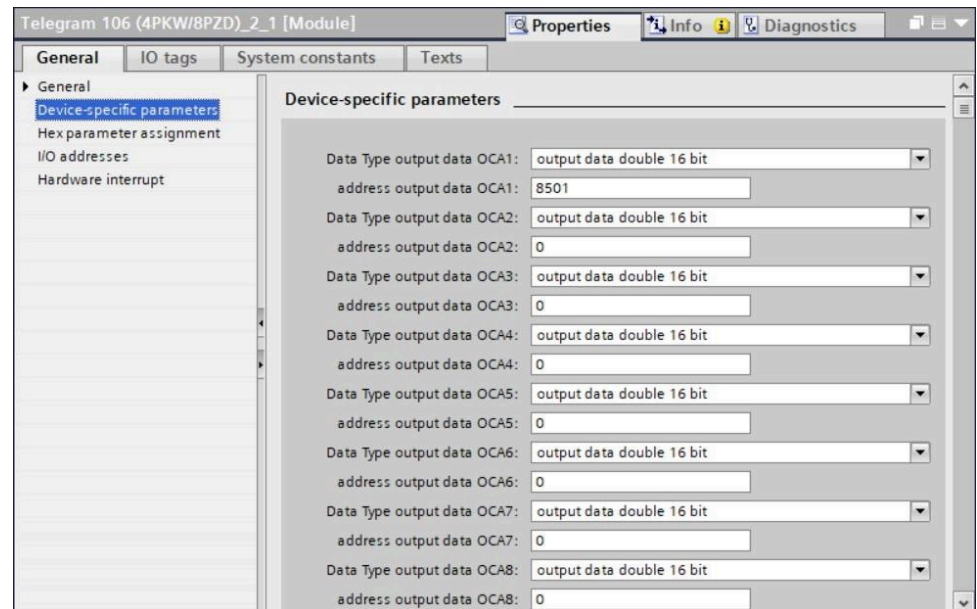 Telegram 106 (4PKW/8PZD)_2_1 [Module]
Properties
Info
Diagnostics
General
IO tags
System constants
Texts
General
Device-specific parameters
Hex parameter assignment
I/O addresses
Hardware interrupt
Device-specific parameters
Data Type output data OCA1: output data double 16 bit
address output data OCA1: 8501
Data Type output data OCA2: output data double 16 bit
address output data OCA2: 0
Data Type output data OCA3: output data double 16 bit
address output data OCA3: 0
Data Type output data OCA4: output data double 16 bit
address output data OCA4: 0
Data Type output data OCA5: output data double 16 bit
address output data OCA5: 0
Data Type output data OCA6: output data double 16 bit
address output data OCA6: 0
Data Type output data OCA7: output data double 16 bit
address output data OCA7: 0
Data Type output data OCA8: output data double 16 bit
address output data OCA8: 0